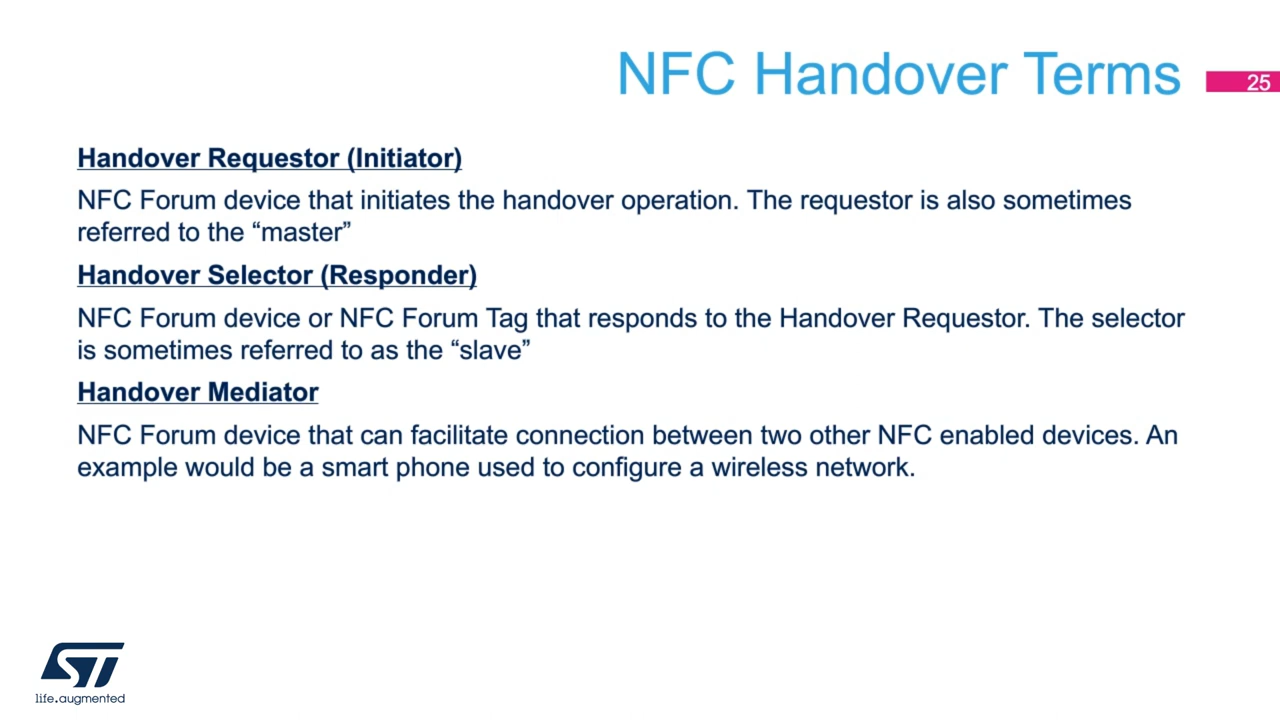 NFC Handover Terms
25
Handover Requestor (Initiator)
NFC Forum device that initiates the handover operation. The requestor is also sometimes
referred to the “master”
Handover Selector (Responder)
NFC Forum device or NFC Forum Tag that responds to the Handover Requestor. The selector
is sometimes referred to as the “slave”
Handover Mediator
NFC Forum device that can facilitate connection between two other NFC enabled devices. An
example would be a smart phone used to configure a wireless network.
ST
life.augmented